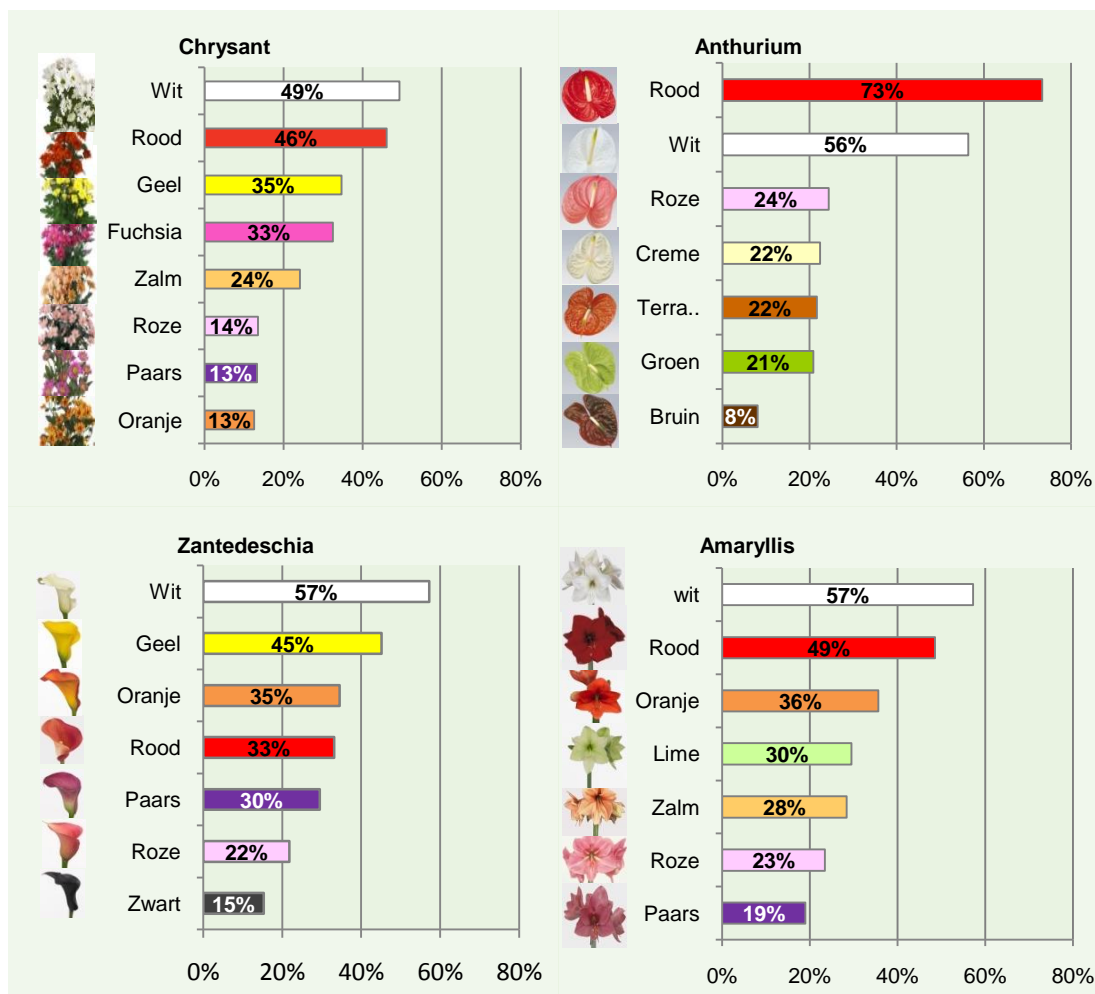 Chrysant
Wit 49%
Rood 46%
Geel 35%
Fuchsia 33%
Zalm 24%
Roze 14%
Paars 13%
Oranje 13%
0% 20% 40% 60% 80%
Anthurium
Rood 73%
Wit 56%
Roze 24%
Creme 22%
Terra.. 22%
Groen 21%
Bruin 8%
0% 20% 40% 60% 80%
Zantedeschia
Wit 57%
Geel 45%
Oranje 35%
Rood 33%
Paars 30%
Roze 22%
Zwart 15%
0% 20% 40% 60% 80%
Amaryllis
wit 57%
Rood 49%
Oranje 36%
Lime 30%
Zalm 28%
Roze 23%
Paars 19%
0% 20% 40% 60% 80%